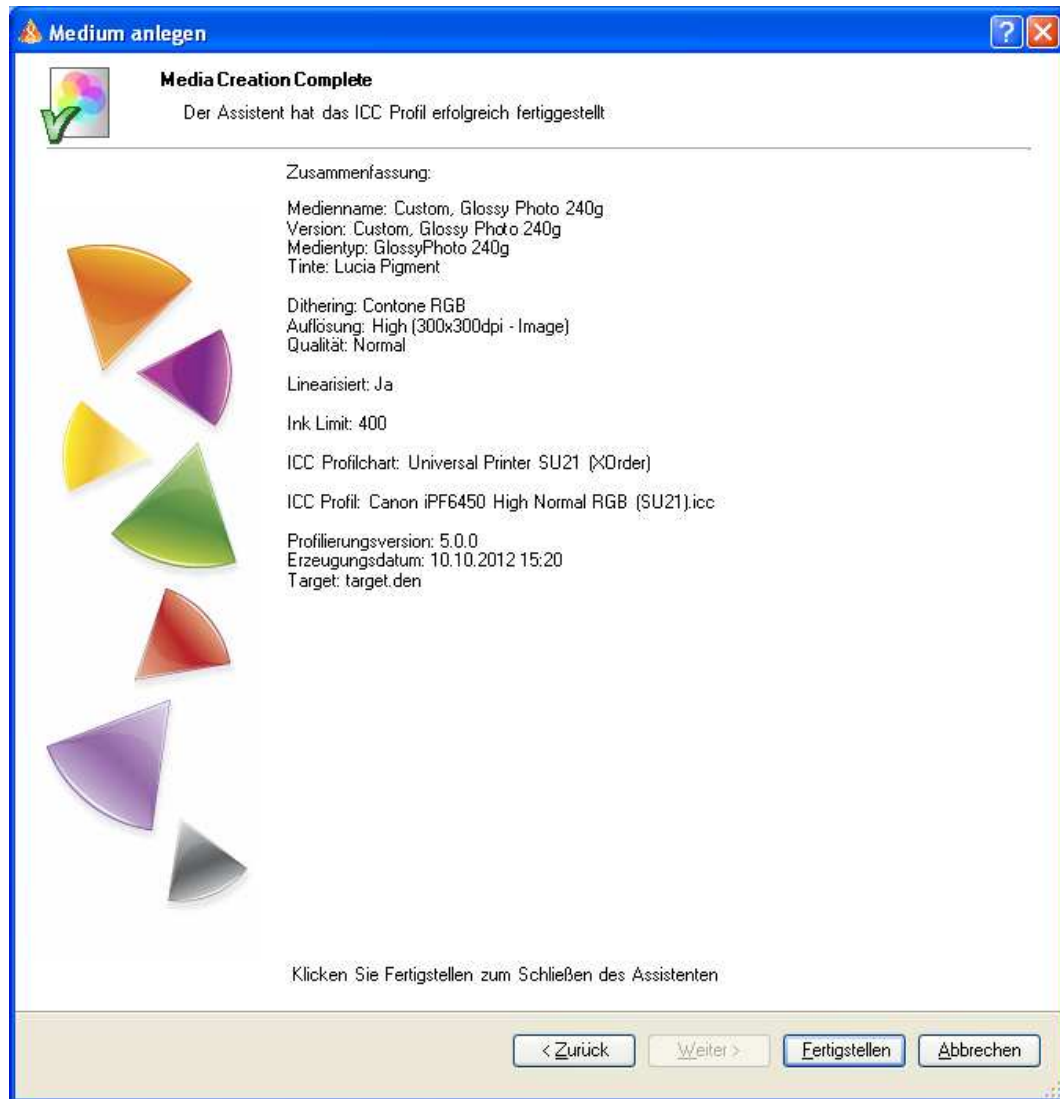 Medium anlegen
Media Creation Complete
Der Assistent hat das ICC Profil erfolgreich fertiggestellt
Zusammenfassung:
Medienname: Custom, Glossy Photo 240g
Version: Custom, Glossy Photo 240g
Medientyp: GlossyPhoto 240g
Tinte: Lucia Pigment
Dithering: Contone RGB
Auflösung: High (300x300dpi - Image)
Qualität: Normal
Linearisiert: Ja
Ink Limit: 400
ICC Profilchart: Universal Printer SU21 (XOrder)
ICC Profil: Canon iPF6450 High Normal RGB (SU21).icc
Profilierungsversion: 5.0.0
Erzeugungsdatum: 10.10.2012 15:20
Target: target.den
Klicken Sie Fertigstellen zum Schließen des Assistenten
< Zurück Weiter > Fertigstellen Abbrechen